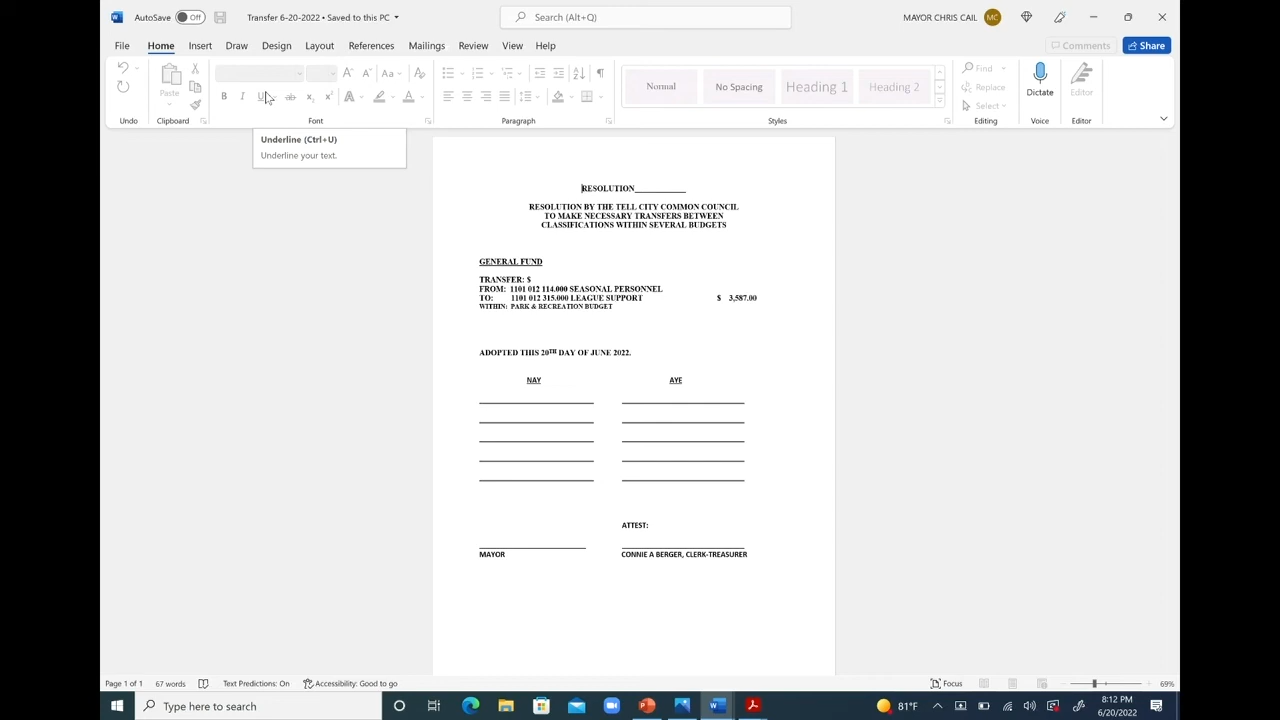 AutoSave Off Transfer 6-20-2022 • Saved to this PC Search (Alt+Q) MAYOR CHRIS CAIL MC
File Home Insert Draw Design Layout References Mailings Review View Help Comments Share
Aa A
Paste B I U ab x₂ x² A A
Normal No Spacing Heading 1 Heading 2
Find
Replace
Select
Dictate Editor
Undo Clipboard Font Paragraph Styles Editing Voice Editor
Underline (Ctrl+U)
Underline your text.
RESOLUTION____________
RESOLUTION BY THE TELL CITY COMMON COUNCIL
TO MAKE NECESSARY TRANSFERS BETWEEN
CLASSIFICATIONS WITHIN SEVERAL BUDGETS
GENERAL FUND
TRANSFER: $
FROM: 1101 012 114.000 SEASONAL PERSONNEL
TO: 1101 012 315.000 LEAGUE SUPPORT $ 3,587.00
WITHIN: PARK & RECREATION BUDGET
ADOPTED THIS 20TH DAY OF JUNE 2022.
NAY AYE
ATTEST:
MAYOR CONNIE A BERGER, CLERK-TREASURER
Page 1 of 1 67 words Text Predictions: On Accessibility: Good to go Focus 69%
Type here to search 81°F 8:12 PM
6/20/2022